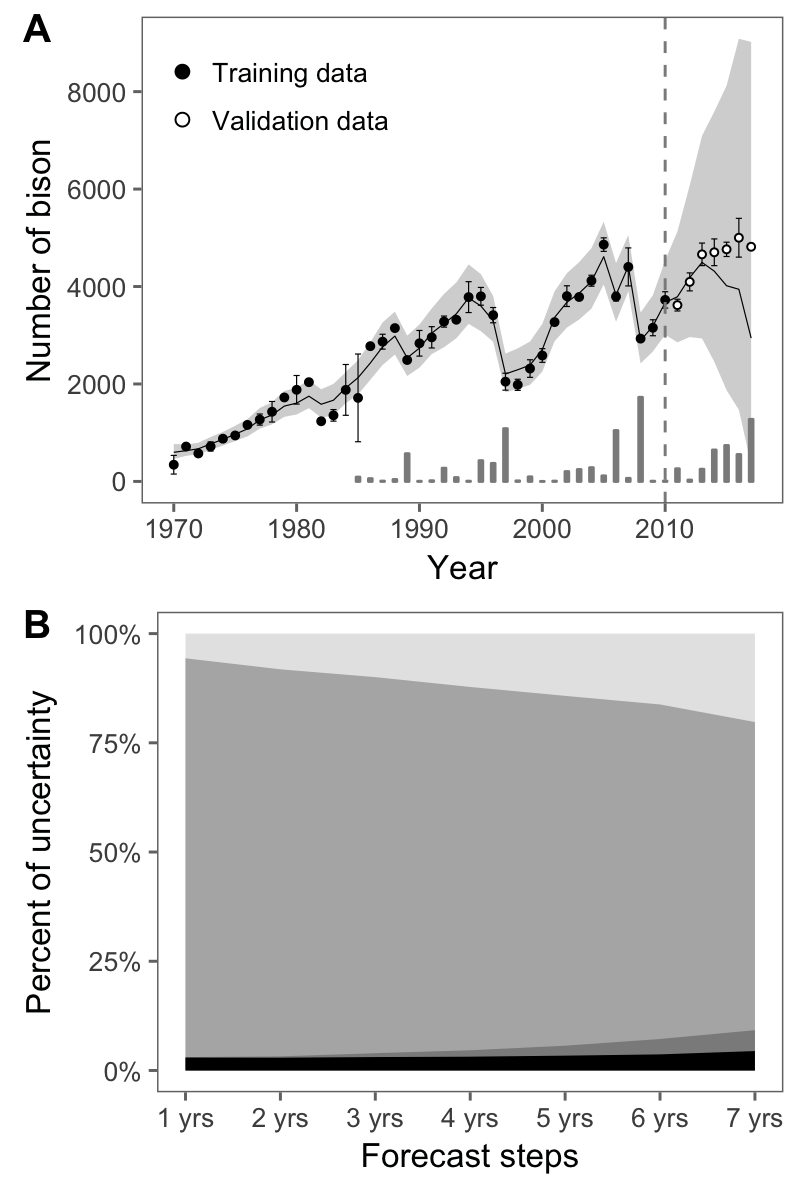 A
Training data
Validation data
8000
6000
4000
2000
0
Number of bison
1970 1980 1990 2000 2010
Year
B
100%
75%
50%
25%
0%
Percent of uncertainty
1 yrs 2 yrs 3 yrs 4 yrs 5 yrs 6 yrs 7 yrs
Forecast steps